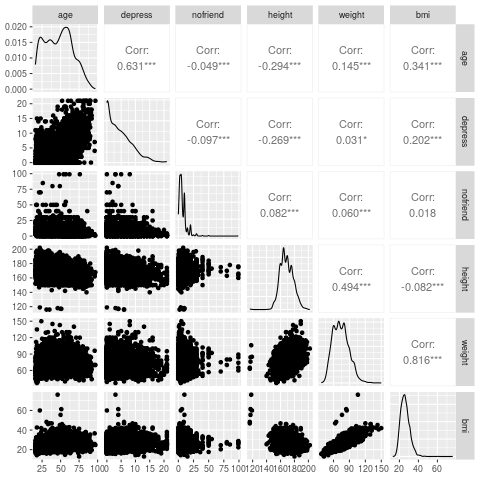 age depress nofriend height weight bmi
0.020
0.015
0.010
0.005
0.000
Corr:
0.631***
Corr:
-0.049***
Corr:
-0.294***
Corr:
0.145***
Corr:
0.341***
age
20
15
10
5
0
Corr:
-0.097***
Corr:
-0.269***
Corr:
0.031*
Corr:
0.202***
depress
100
75
50
25
0
Corr:
0.082***
Corr:
0.060***
Corr:
0.018
nofriend
200
180
160
140
120
Corr:
0.494***
Corr:
-0.082***
height
150
120
90
60
Corr:
0.816***
weight
60
40
20
bmi
25 50 75 100 0 5 10 15 20 0 25 50 75 100 120 140 160 180 200 60 90 120 150 20 40 60